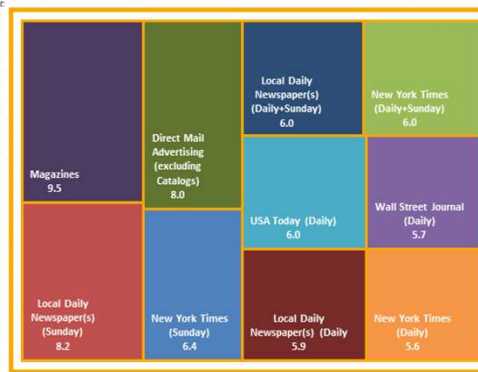 Magazines
9.5
Local Daily
Newspaper(s)
(Sunday)
8.2
Direct Mail
Advertising
(excluding
Catalogs)
8.0
New York Times
(Sunday)
6.4
Local Daily
Newspaper(s)
(Daily+Sunday)
6.0
New York Times
(Daily+Sunday)
6.0
USA Today (Daily)
6.0
Wall Street Journal
(Daily)
5.7
Local Daily
Newspaper(s) (Daily
5.9
New York Times
(Daily)
5.6